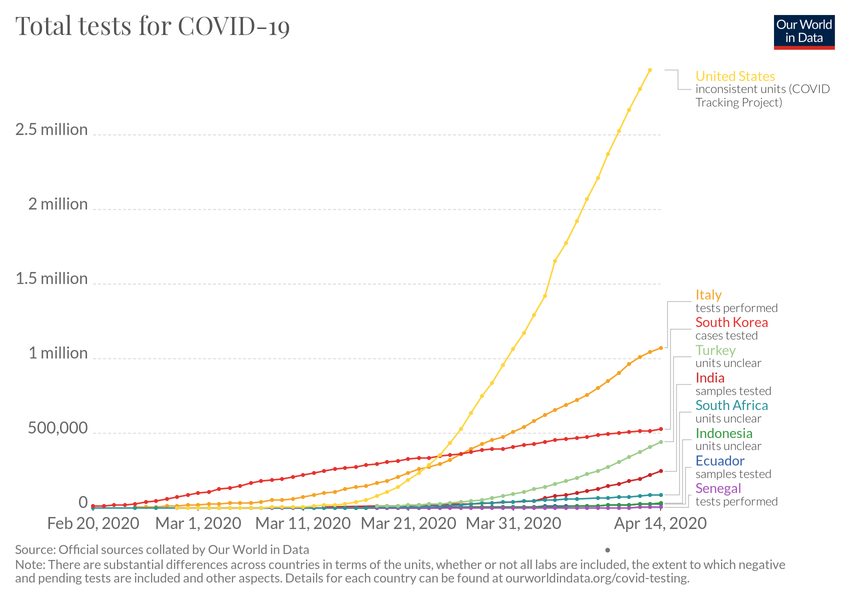 Total tests for COVID-19
Our World
in Data
United States
inconsistent units (COVID
Tracking Project)
2.5 million
2 million
1.5 million
1 million
500,000
0
Italy
tests performed
South Korea
cases tested
Turkey
units unclear
India
samples tested
South Africa
units unclear
Indonesia
units unclear
Ecuador
samples tested
Senegal
tests performed
Feb 20, 2020 Mar 1, 2020 Mar 11, 2020 Mar 21, 2020 Mar 31, 2020 Apr 14, 2020
Source: Official sources collated by Our World in Data
Note: There are substantial differences across countries in terms of the units, whether or not all labs are included, the extent to which negative
and pending tests are included and other aspects. Details for each country can be found at ourworldindata.org/covid-testing.